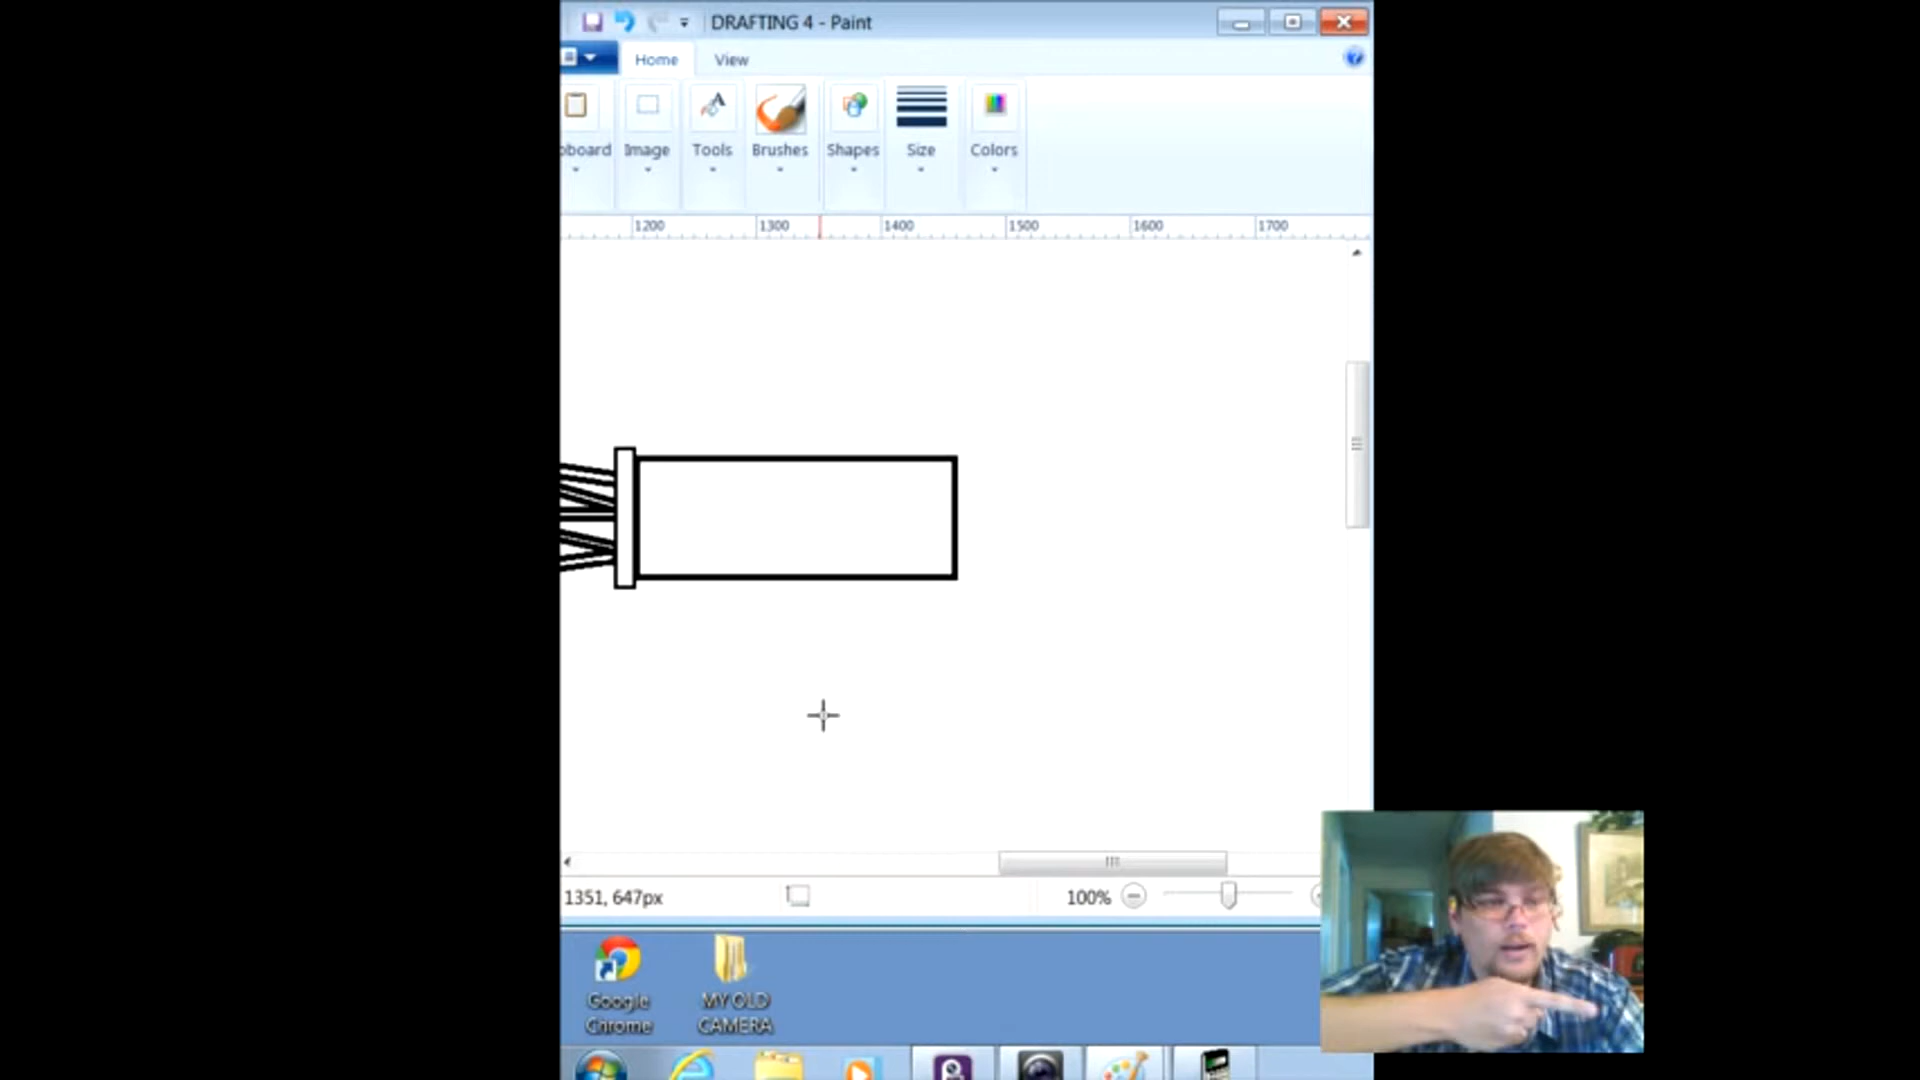 DRAFTING 4 - Paint
Home View
pboard Image Tools Brushes Shapes Size Colors
1200 1300 1400 1500 1600 1700
1351, 647px 100%
Google Chrome
MY OLD CAMERA